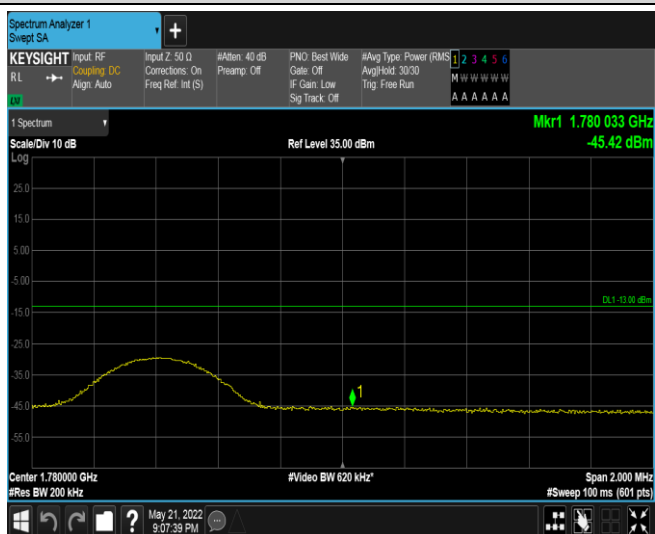 Spectrum Analyzer 1
Swept SA
+
KEYSIGHT
RL
Input: RF
Coupling: DC
Align: Auto
Input Z: 50 Ω
Corrections: On
Freq Ref: Int (S)
#Atten: 40 dB
Preamp: Off
PNO: Best Wide
Gate: Off
IF Gain: Low
Sig Track: Off
#Avg Type: Power (RMS
Avg|Hold: 30/30
Trig: Free Run
1 2 3 4 5 6
M W W W W W
A A A A A A
1 Spectrum
Scale/Div 10 dB
Ref Level 35.00 dBm
Mkr1 1.780 033 GHz
-45.42 dBm
Log
25.0
15.0
5.00
-5.00
DL1 -13.00 dBm
-15.0
-25.0
-35.0
1
-45.0
-55.0
Center 1.780000 GHz
#Video BW 620 kHz*
Span 2.000 MHz
#Res BW 200 kHz
#Sweep 100 ms (601 pts)
?
May 21, 2022
9:07:39 PM